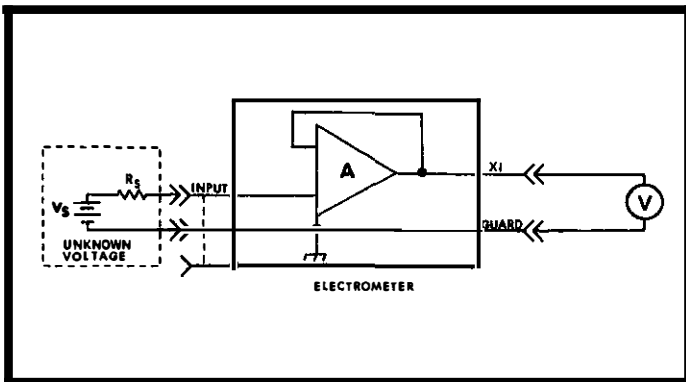 A
X1
RS
INPUT
VS
V
GUARD
UNKNOWN
VOLTAGE
ELECTROMETER